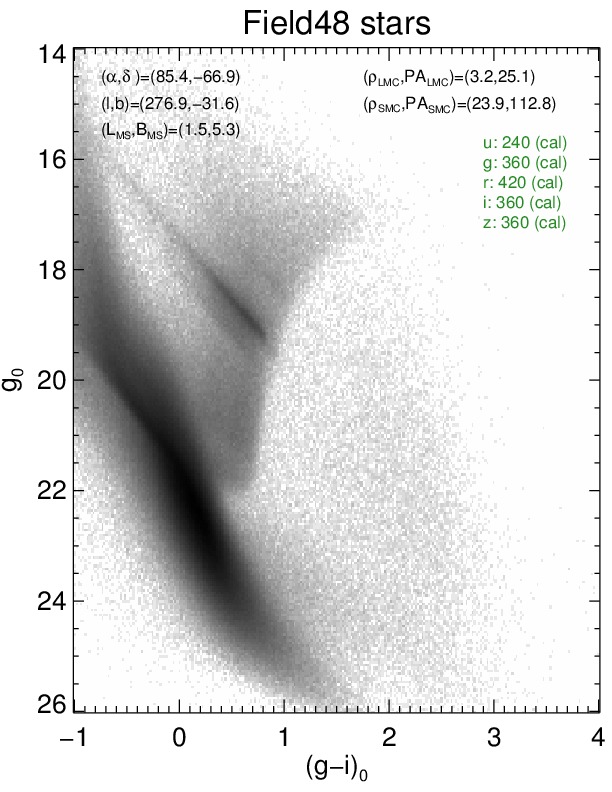 Field48 stars
(α,δ )=(85.4,−66.9)
(l,b)=(276.9,−31.6)
(LMS,BMS)=(1.5,5.3)
(ρLMC,PALMC)=(3.2,25.1)
(ρSMC,PASMC)=(23.9,112.8)
u: 240 (cal)
g: 360 (cal)
r: 420 (cal)
i: 360 (cal)
z: 360 (cal)
14
16
18
20
22
24
26
g0
−1 0 1 2 3 4
(g−i)0